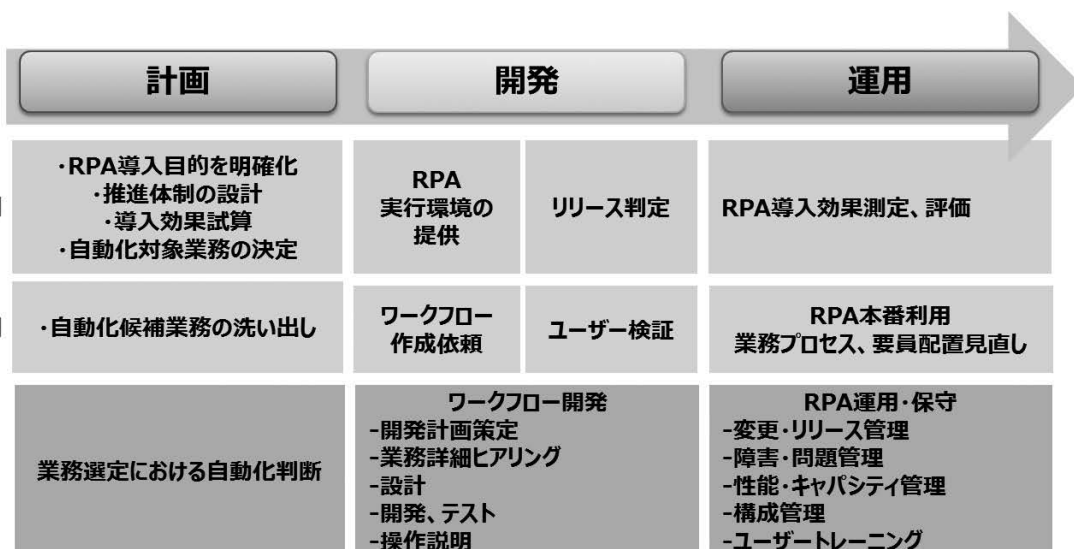 計画
開発
運用
・RPA導入目的を明確化
・推進体制の設計
・導入効果試算
・自動化対象業務の決定
RPA
実行環境の
提供
リリース判定
RPA導入効果測定、評価
・自動化候補業務の洗い出し
ワークフロー
作成依頼
ユーザー検証
RPA本番利用
業務プロセス、要員配置見直し
業務選定における自動化判断
ワークフロー開発
-開発計画策定
-業務詳細ヒアリング
-設計
-開発、テスト
-操作説明
RPA運用・保守
-変更・リリース管理
-障害・問題管理
-性能・キャパシティ管理
-構成管理
-ユーザートレーニング